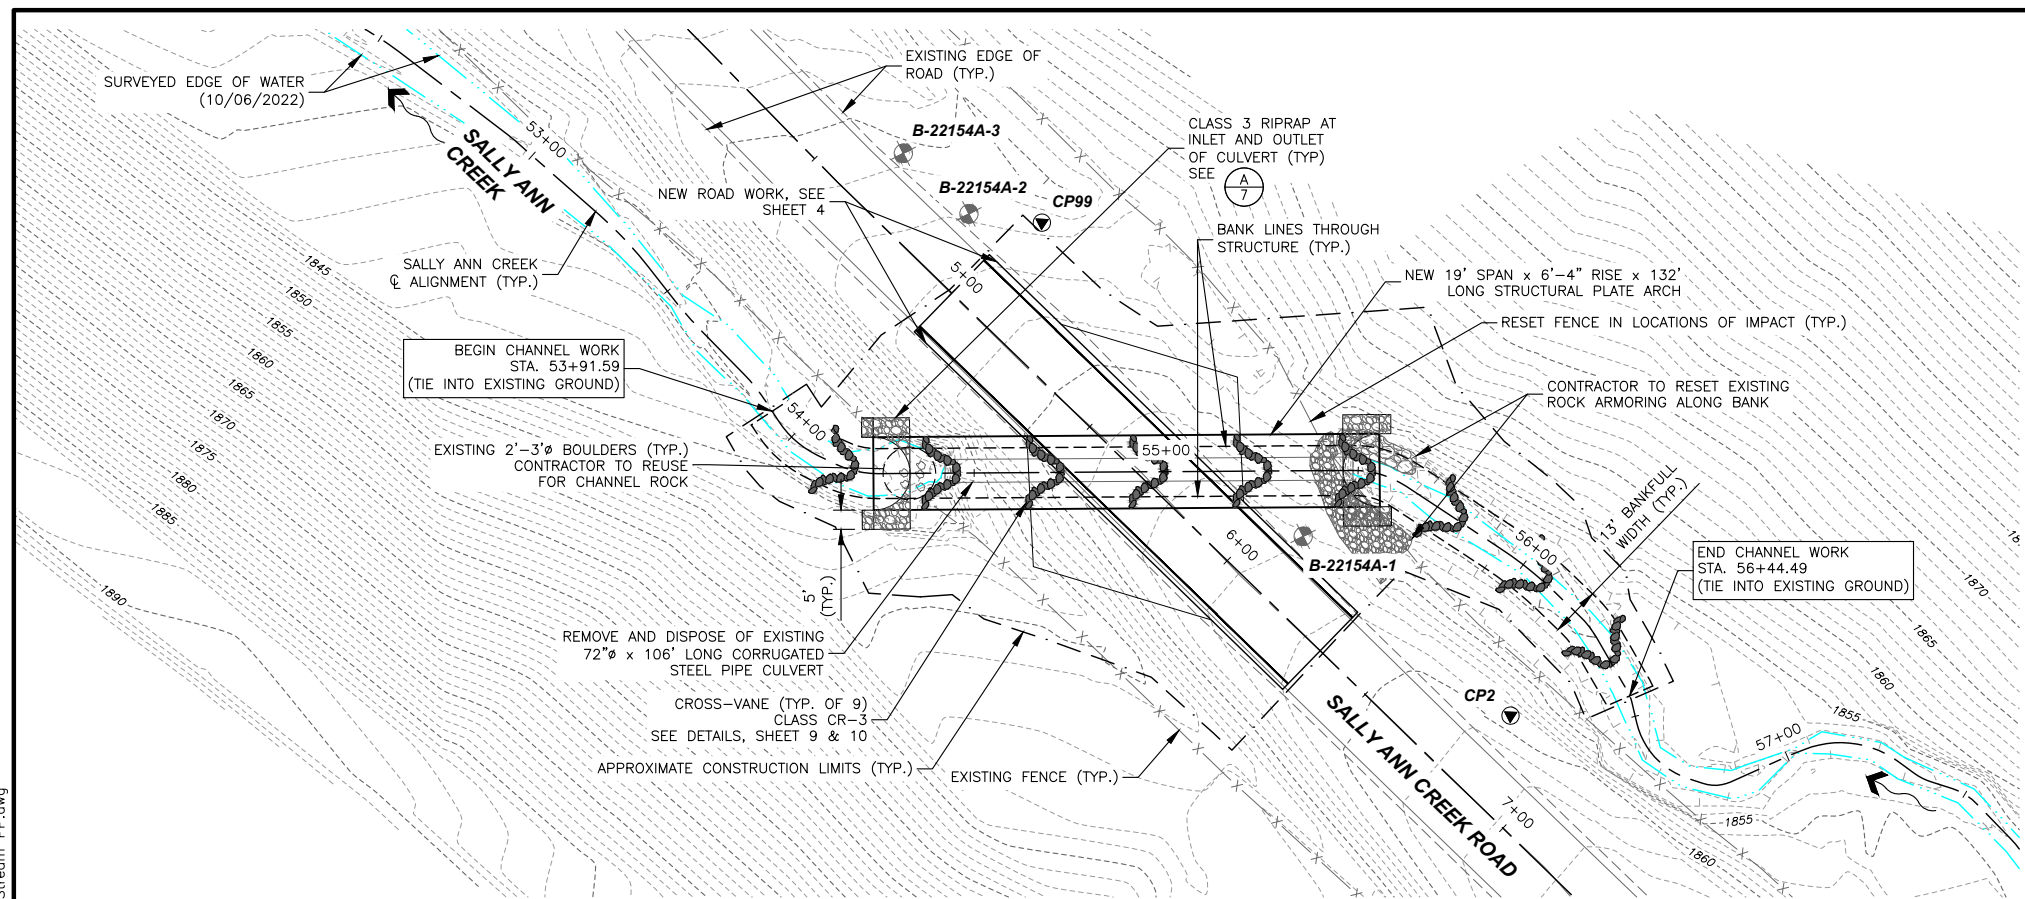 SURVEYED EDGE OF WATER
(10/06/2022)
EXISTING EDGE OF
ROAD (TYP.)
B-22154A-3
B-22154A-2
CP99
CLASS 3 RIPRAP AT
INLET AND OUTLET
OF CULVERT (TYP)
SEE
A
7
53+00
SALLY ANN
CREEK
NEW ROAD WORK, SEE
SHEET 4
BANK LINES THROUGH
STRUCTURE (TYP.)
SALLY ANN CREEK
℄ ALIGNMENT (TYP.)
5+00
NEW 19' SPAN x 6'-4" RISE x 132'
LONG STRUCTURAL PLATE ARCH
RESET FENCE IN LOCATIONS OF IMPACT (TYP.)
1845
1850
1855
1860
1865
1870
1875
1880
1885
1890
BEGIN CHANNEL WORK
STA. 53+91.59
(TIE INTO EXISTING GROUND)
CONTRACTOR TO RESET EXISTING
ROCK ARMORING ALONG BANK
54+00
EXISTING 2'-3'ø BOULDERS (TYP.)
CONTRACTOR TO REUSE
FOR CHANNEL ROCK
55+00
13' BANKFULL
WIDTH (TYP.)
56+00
6+00
B-22154A-1
END CHANNEL WORK
STA. 56+44.49
(TIE INTO EXISTING GROUND)
5'
(TYP.)
REMOVE AND DISPOSE OF EXISTING
72"ø x 106' LONG CORRUGATED
STEEL PIPE CULVERT
CROSS-VANE (TYP. OF 9)
CLASS CR-3
SEE DETAILS, SHEET 9 & 10
APPROXIMATE CONSTRUCTION LIMITS (TYP.)
EXISTING FENCE (TYP.)
CP2
SALLY ANN CREEK ROAD
7+00
57+00
1870
1865
1860
1855
1855
1860